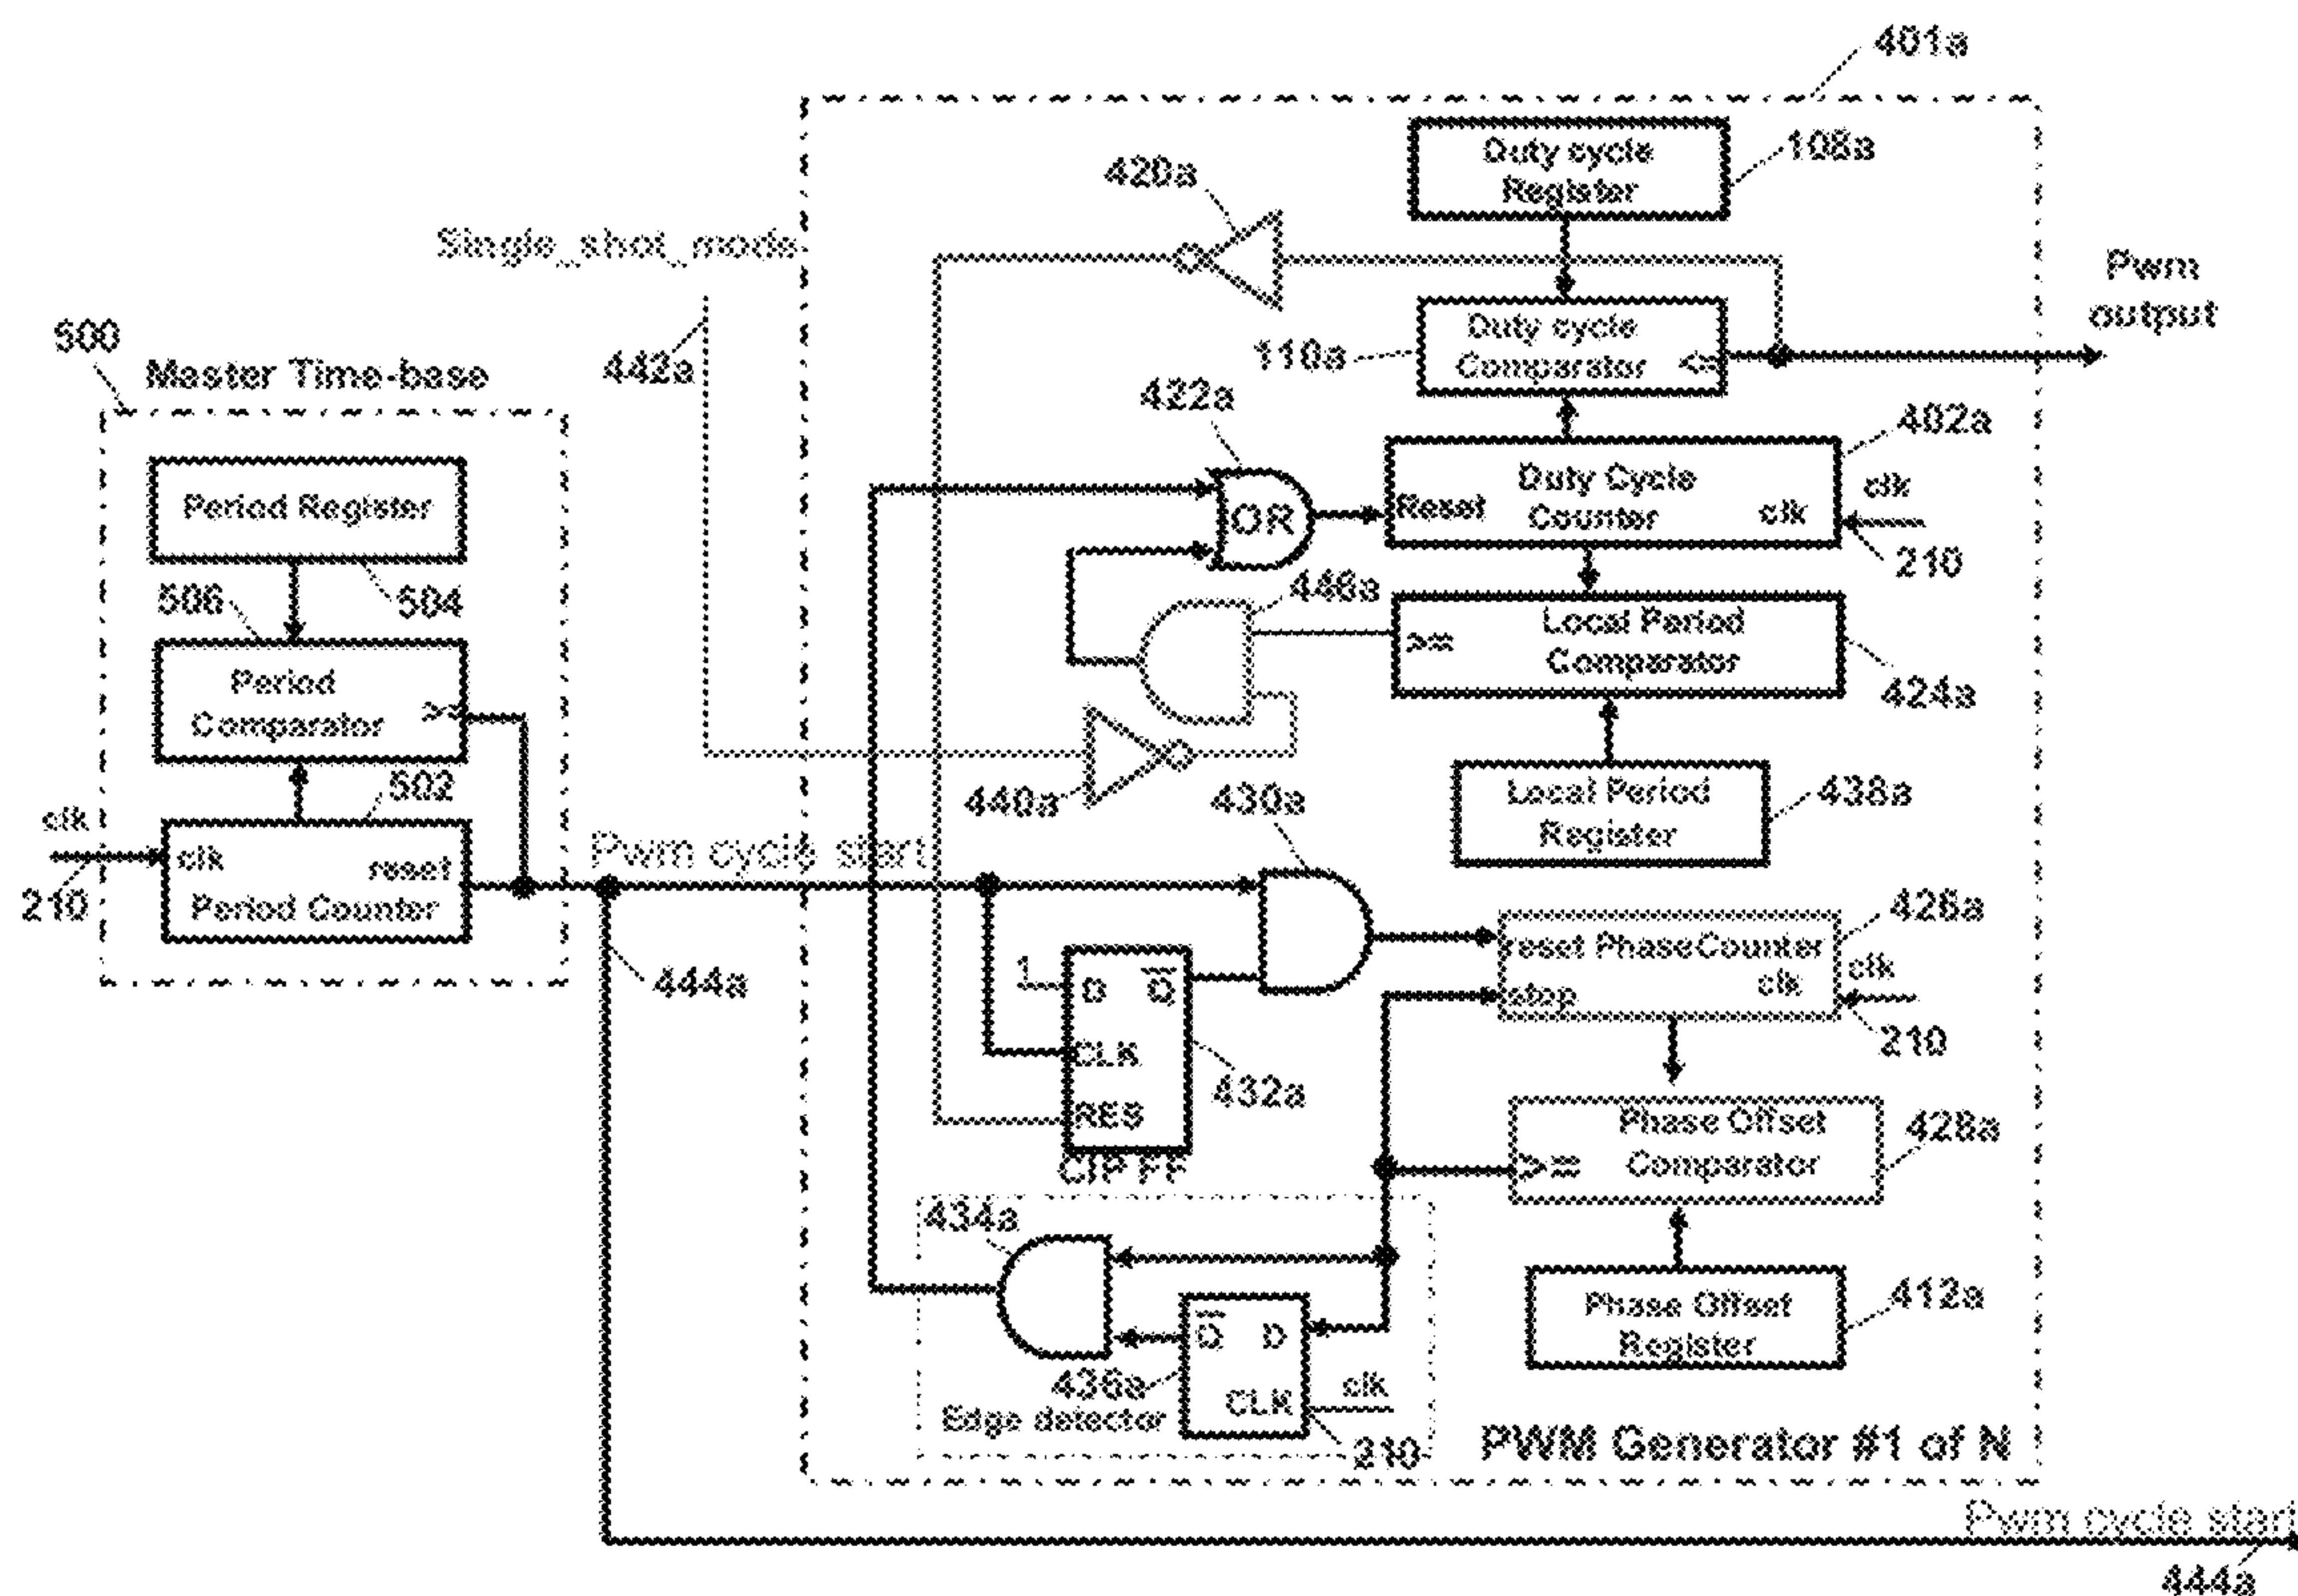 401a
Duty cycle
Register
108a
420a
Single_shot_mode
Pwm
output
500
Master Time-base
442a
Duty cycle
Comparator
<=
110a
422a
402a
Period Register
OR
Reset
Duty Cycle
Counter
clk
clk
210
506
504
446a
>=
Local Period
Comparator
424a
Period
Comparator
>=
502
440a
430a
Local Period
Register
438a
clk
clk
reset
Period Counter
210
Pwm cycle start
426a
reset PhaseCounter
stop
clk
clk
210
444a
1
D
Q
CLK
RES
432a
CIP FF
Phase Offset
Comparator
>=
428a
434a
Phase Offset
Register
412a
Q
D
CLK
436a
Edge detector
clk
210
PWM Generator #1 of N
Pwm cycle start
444a